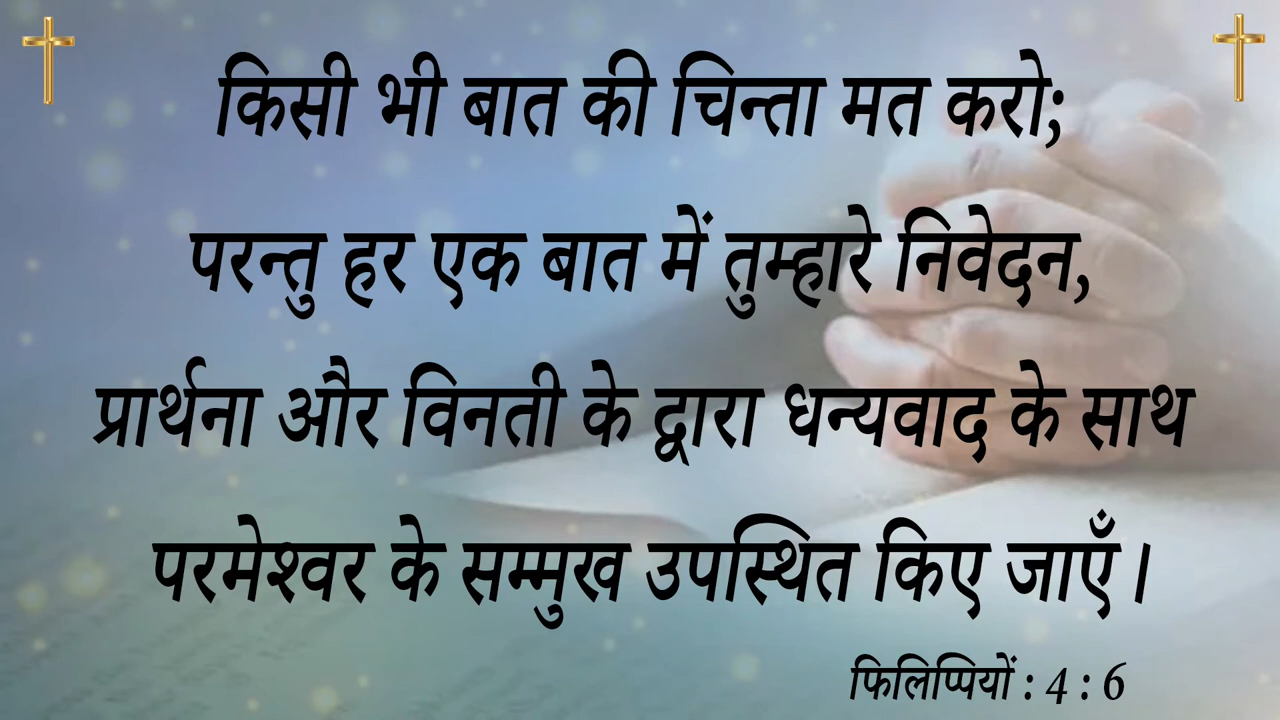 किसी भी बात की चिन्ता मत करो;
परन्तु हर एक बात में तुम्हारे निवेदन,
प्रार्थना और विनती के द्वारा धन्यवाद के साथ
परमेश्वर के सम्मुख उपस्थित किए जाएँ।
फिलिप्पियों : 4 : 6